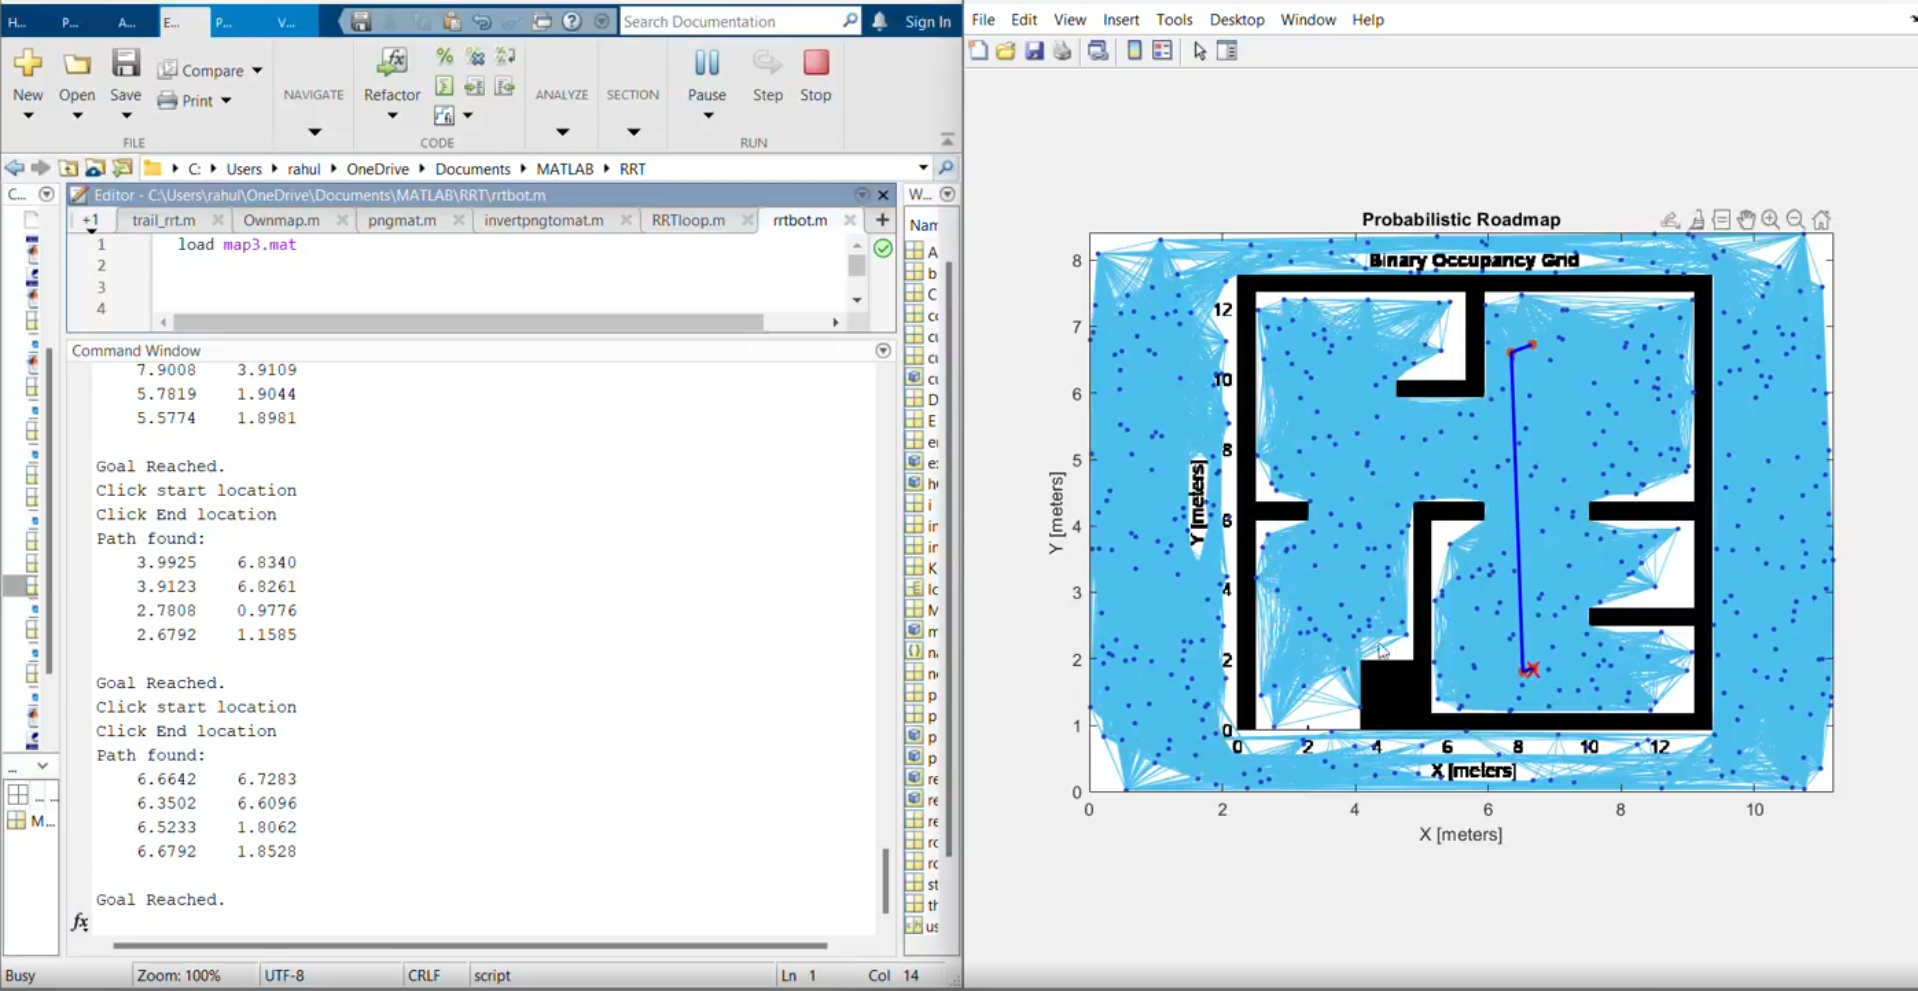 H... P... A... E... P... V...
Search Documentation
Sign In
New Open Save
Compare
Print
NAVIGATE
Refactor
ANALYZE SECTION
Pause Step Stop
FILE CODE RUN
C: Users rahul OneDrive Documents MATLAB RRT
C...
Editor - C:\Users\rahul\OneDrive\Documents\MATLAB\RRT\rrtbot.m
+1 trail_rrt.m Ownmap.m pngmat.m invertpngtomat.m RRTloop.m rrtbot.m
1 load map3.mat
2
3
4
Command Window
7.9008 3.9109
5.7819 1.9044
5.5774 1.8981
Goal Reached.
Click start location
Click End location
Path found:
3.9925 6.8340
3.9123 6.8261
2.7808 0.9776
2.6792 1.1585
Goal Reached.
Click start location
Click End location
Path found:
6.6642 6.7283
6.3502 6.6096
6.5233 1.8062
6.6792 1.8528
Goal Reached.
fx
...
... ...
M...
W...
Nam
A
b
C
D
E
i
K
M
Busy
Zoom: 100% UTF-8 CRLF script Ln 1 Col 14
File Edit View Insert Tools Desktop Window Help
Probabilistic Roadmap
Binary Occupancy Grid
8
7
6
5
4
3
2
1
0
Y [meters]
12
10
8
6
4
2
0
Y [meters]
0 2 4 6 8 10 12
X [meters]
0 2 4 6 8 10
X [meters]